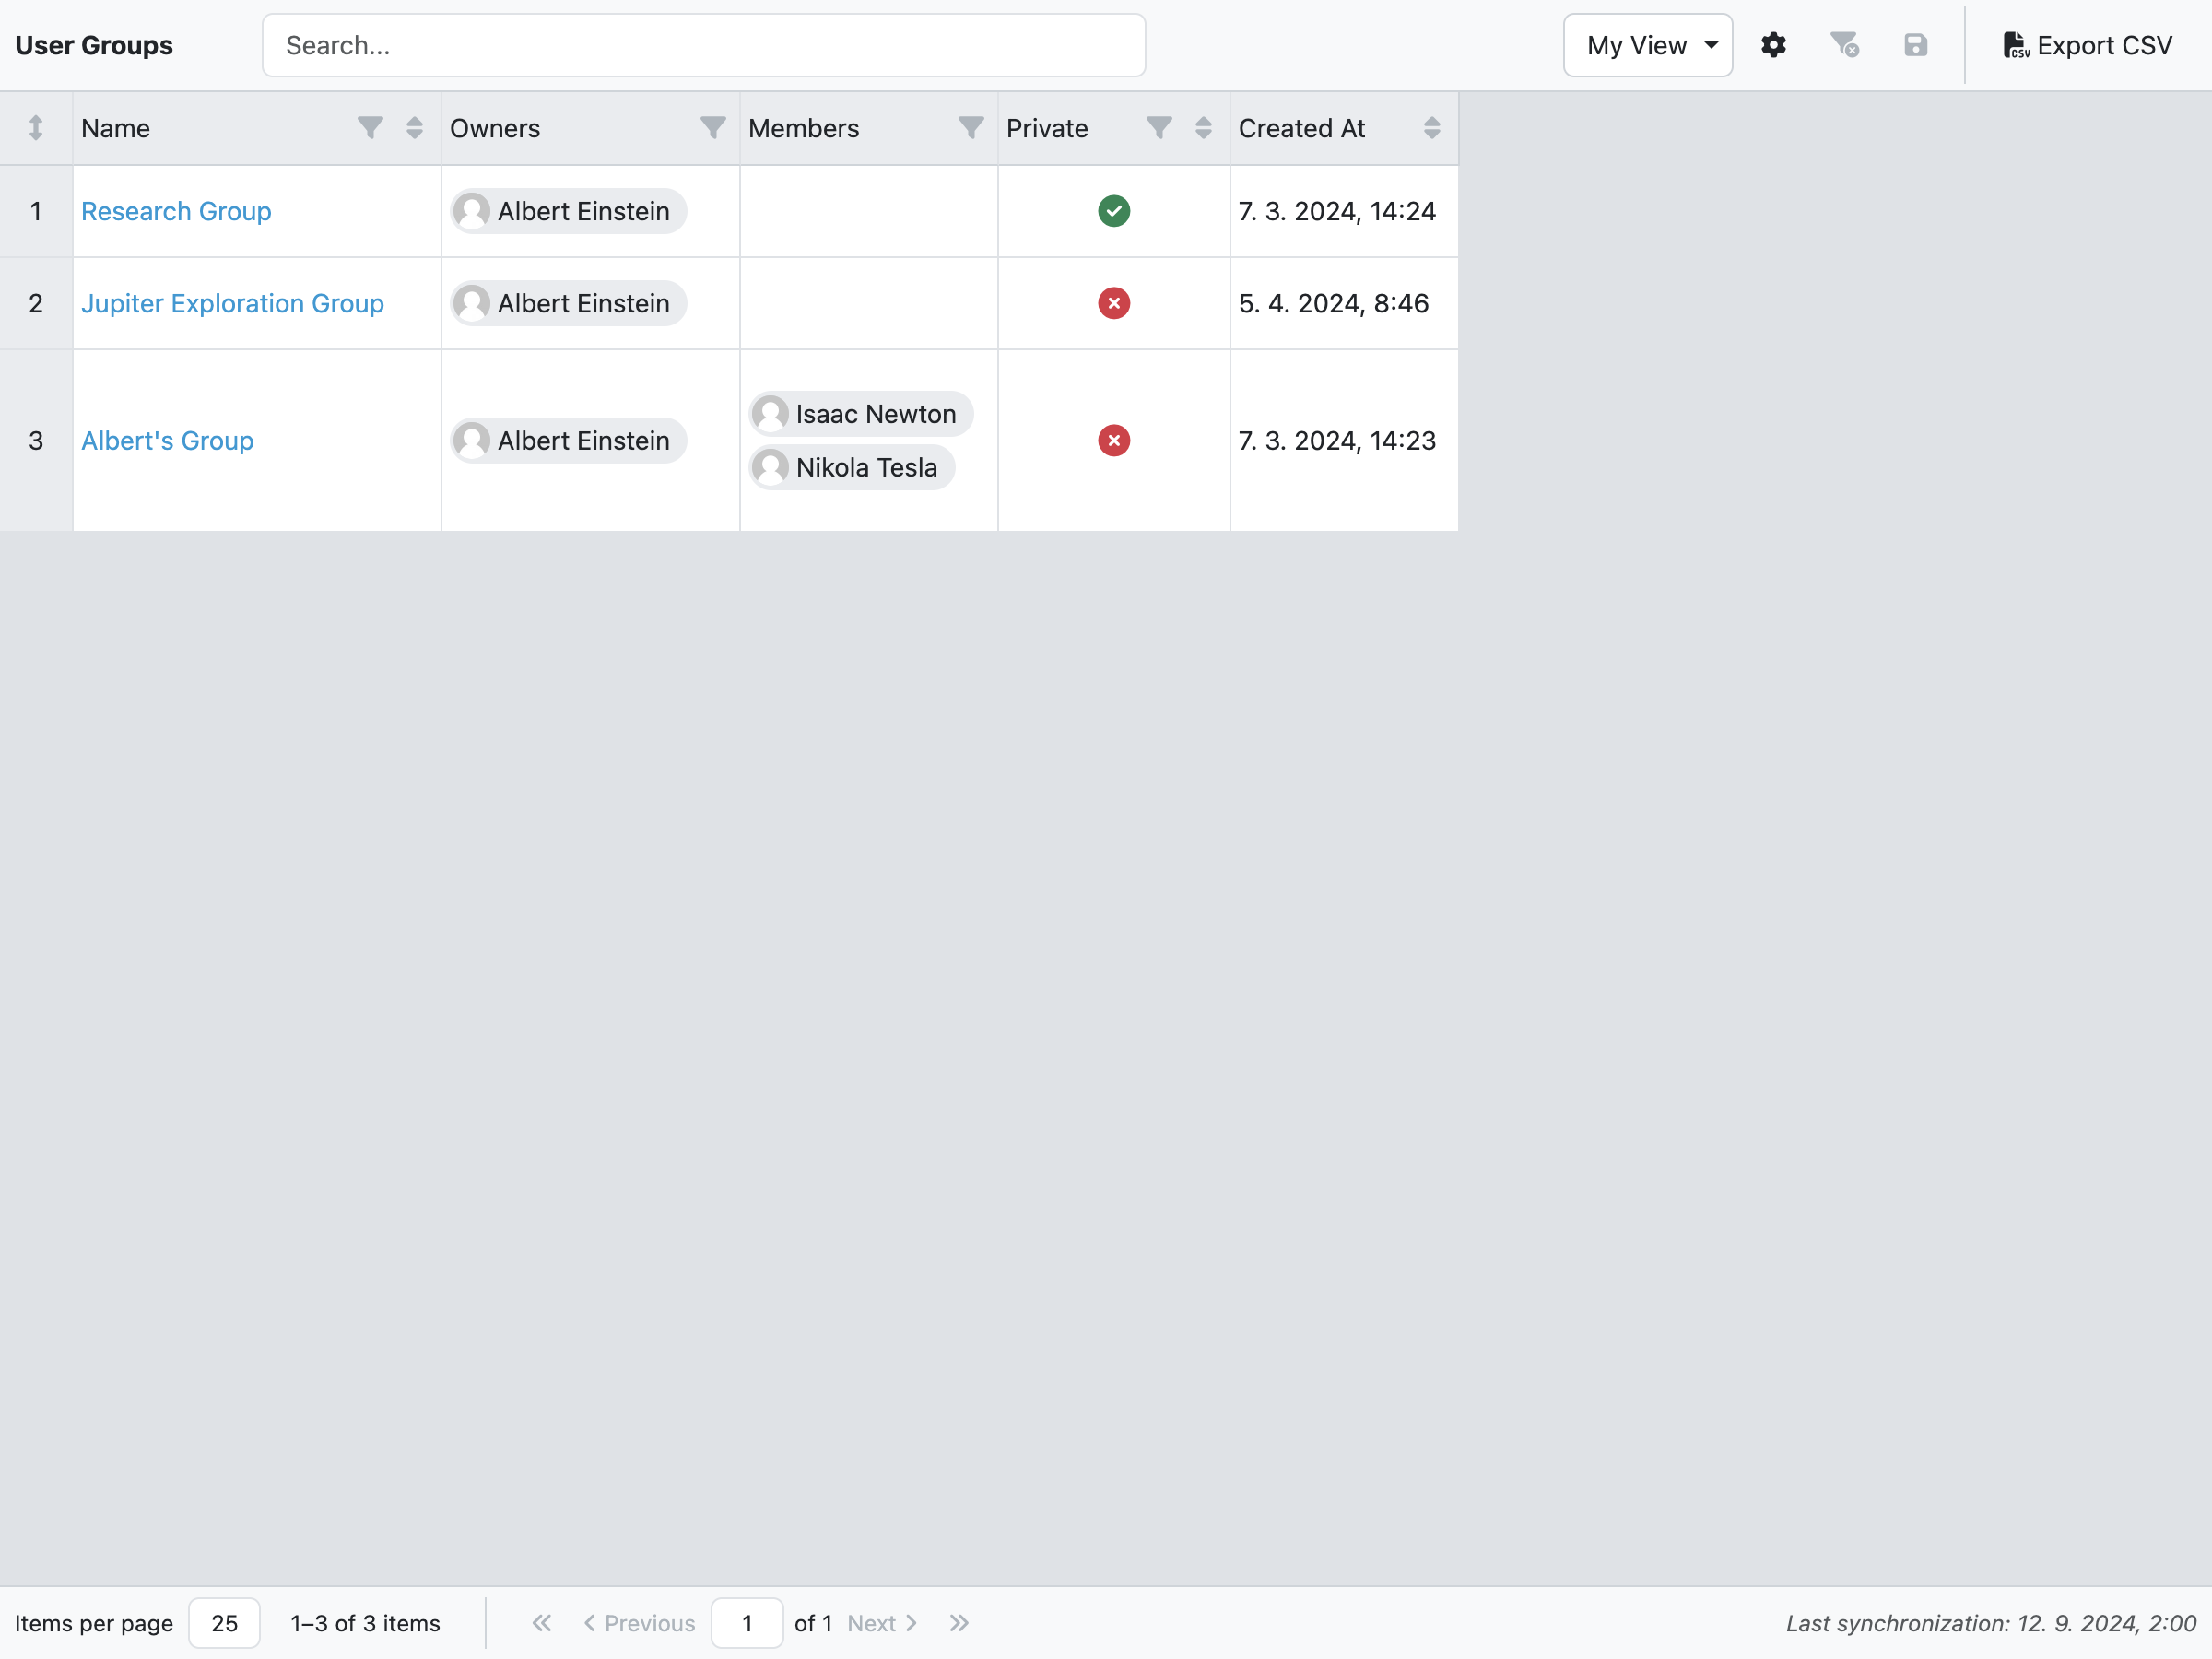 User Groups
Search...
My View
Export CSV
Name
Owners
Members
Private
Created At
1
Research Group
Albert Einstein
7. 3. 2024, 14:24
2
Jupiter Exploration Group
Albert Einstein
5. 4. 2024, 8:46
3
Albert's Group
Albert Einstein
Isaac Newton
Nikola Tesla
7. 3. 2024, 14:23
Items per page
25
1–3 of 3 items
Previous
1
of 1
Next
Last synchronization: 12. 9. 2024, 2:00